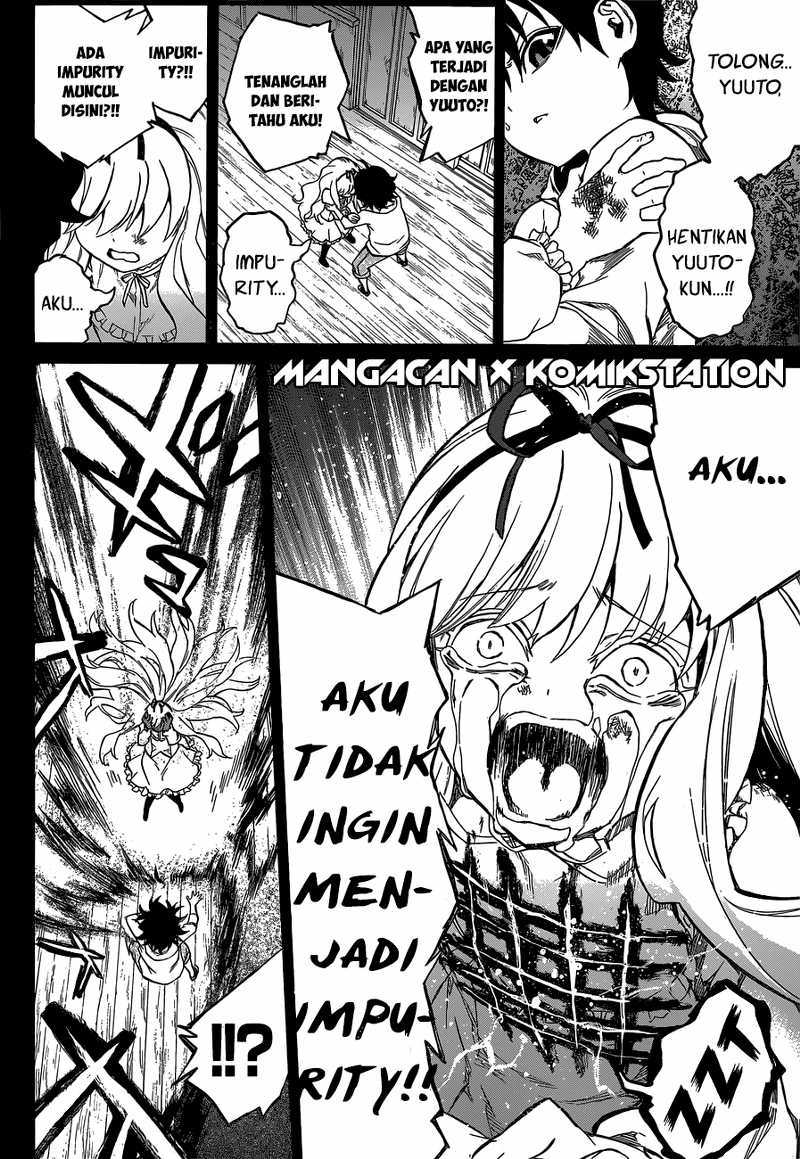 TOLONG..
YUUTO,
HENTIKAN
YUUTO-
KUN...!!
APA YANG
TERJADI
DENGAN
YUUTO?!
TENANGLAH
DAN BERI-
TAHU AKU!
IMPU-
RITY...
IMPURI-
TY?!!
ADA
IMPURITY
MUNCUL
DISINI?!!
AKU...
MANGACAN X KOMIKSTATION
AKU...
AKU
TIDAK
INGIN
MEN-
JADI
IMPU-
RITY!!
ZZT
!!?